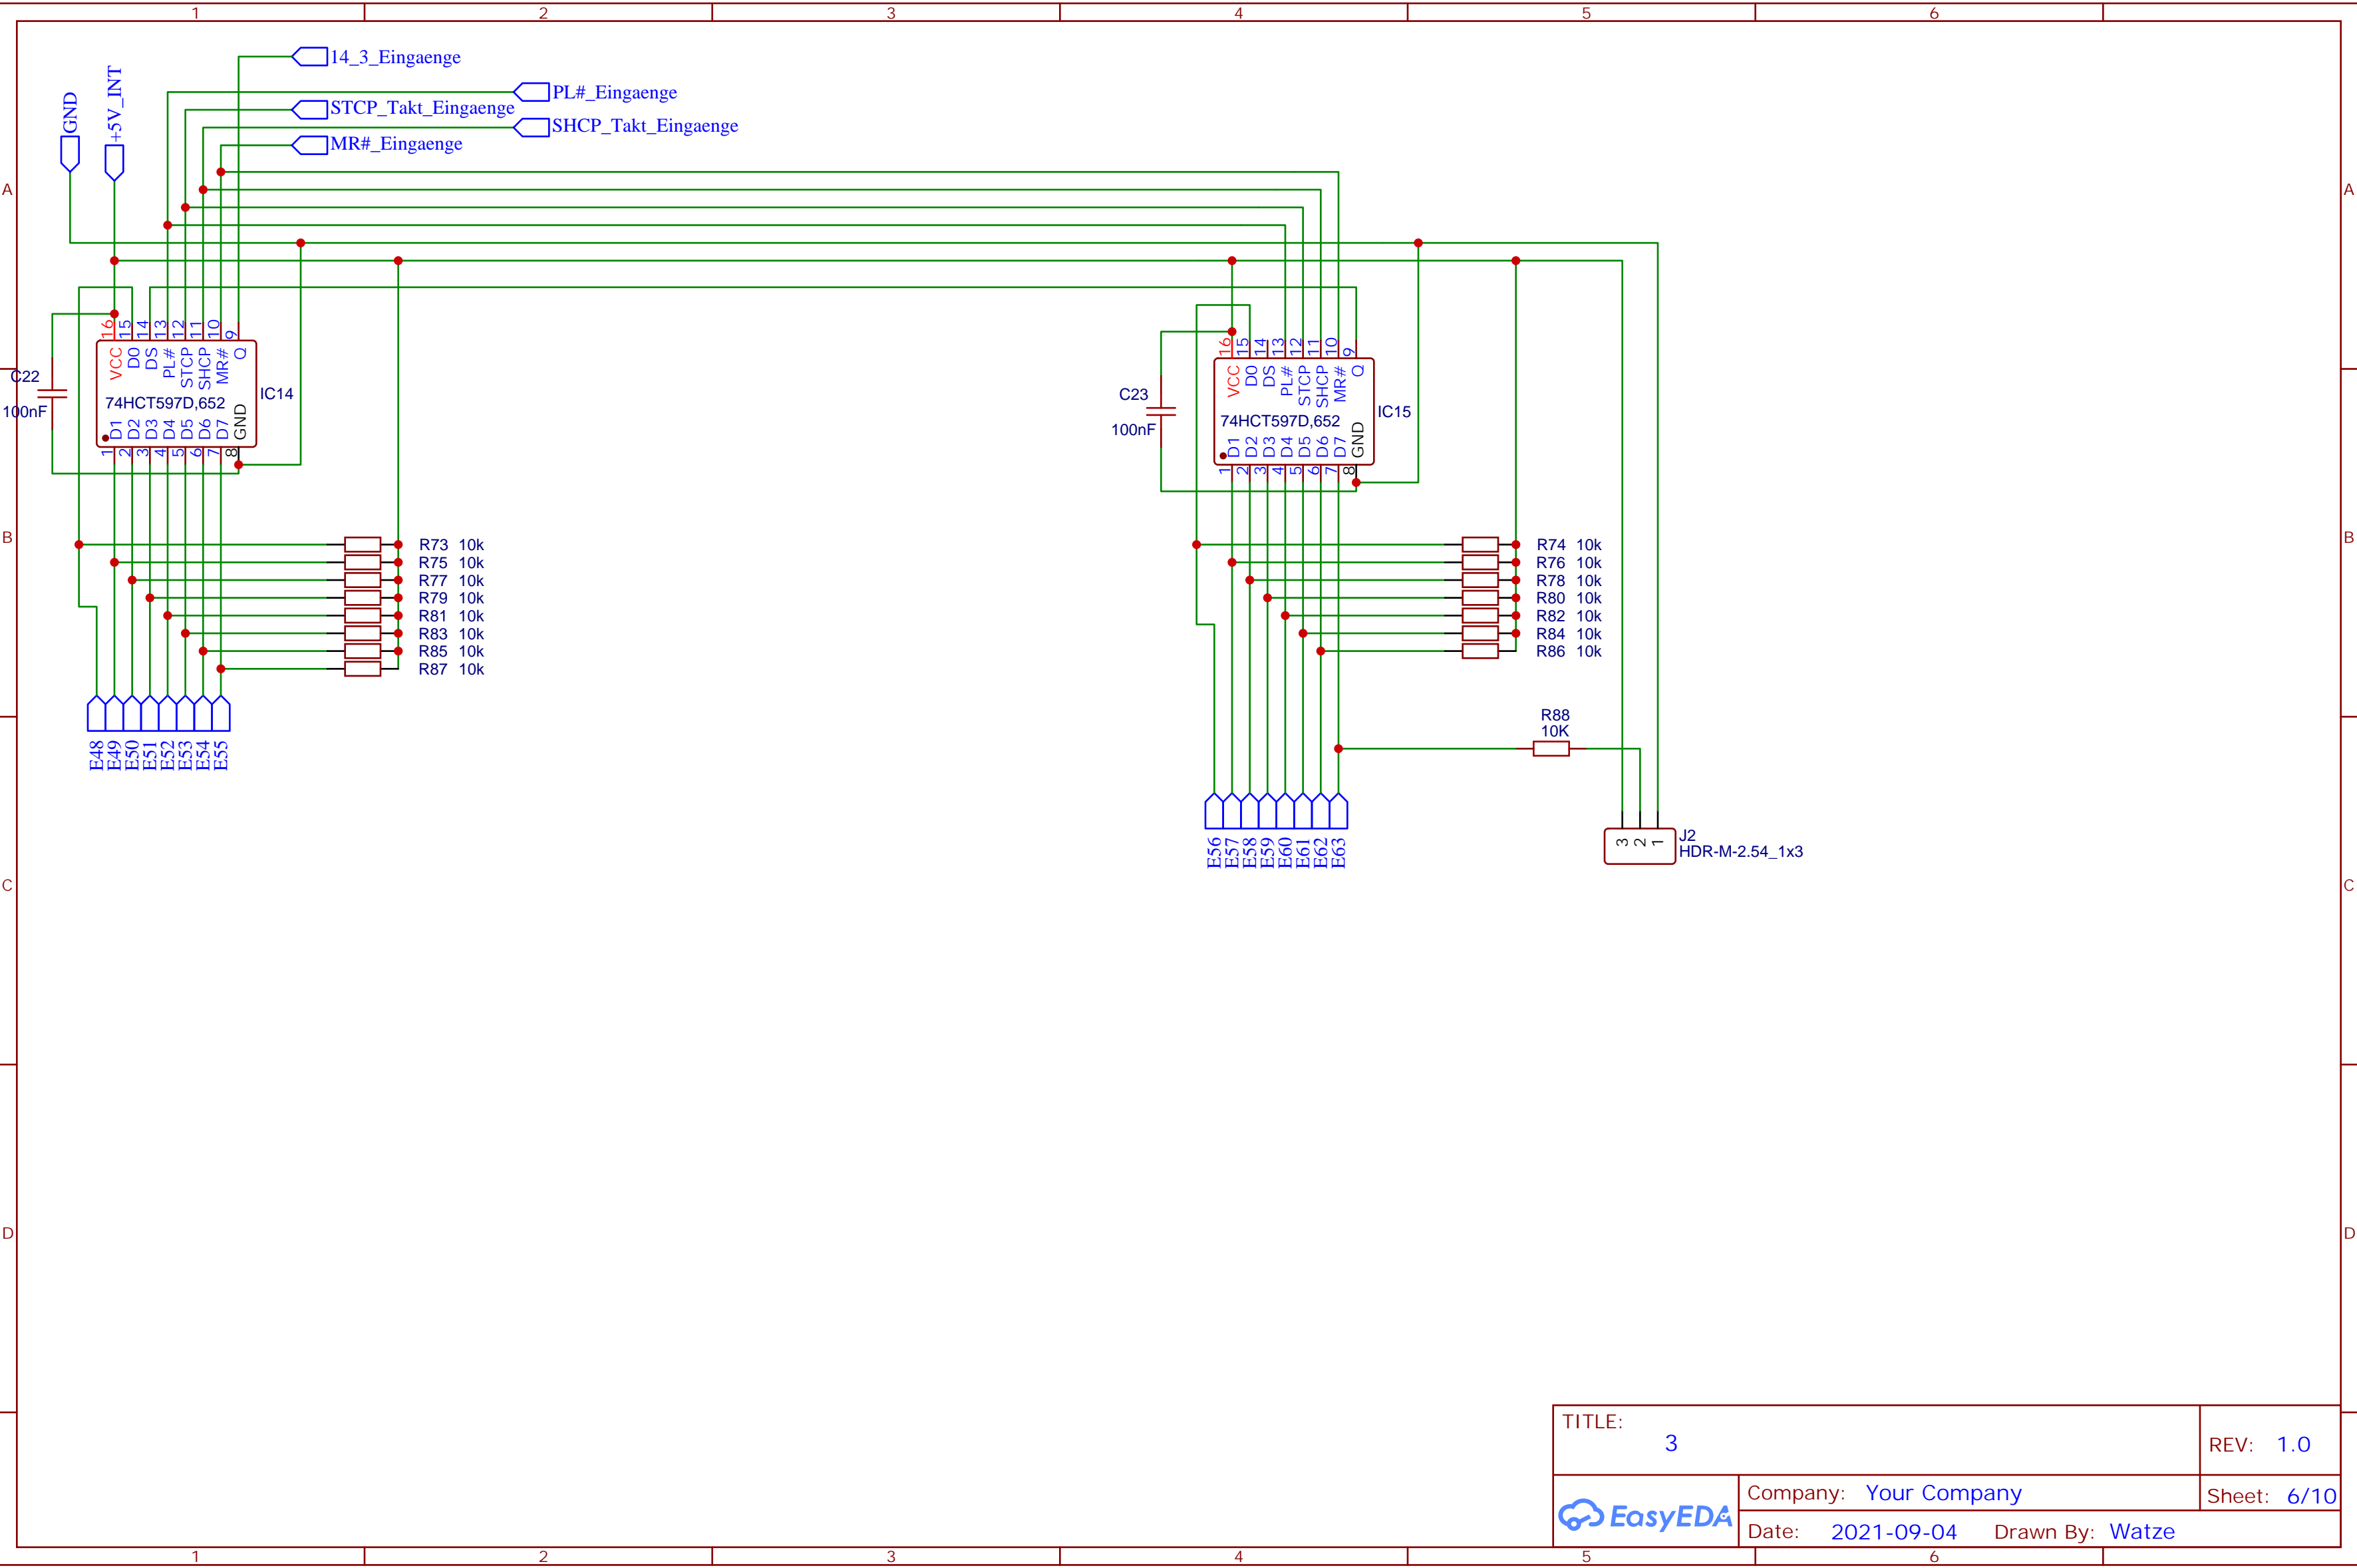 1 2 3 4 5 6
14_3_Eingaenge
PL#_Eingaenge
STCP_Takt_Eingaenge
SHCP_Takt_Eingaenge
MR#_Eingaenge
GND
+5V_INT
A A
16 15 14 13 12 11 10 9
VCC D0 DS PL# STCP SHCP MR# Q
C22
100nF
74HCT597D,652
IC14
D1 D2 D3 D4 D5 D6 D7 GND
1 2 3 4 5 6 7 8
16 15 14 13 12 11 10 9
VCC D0 DS PL# STCP SHCP MR# Q
C23
100nF
74HCT597D,652
IC15
D1 D2 D3 D4 D5 D6 D7 GND
1 2 3 4 5 6 7 8
B B
R73 10k
R75 10k
R77 10k
R79 10k
R81 10k
R83 10k
R85 10k
R87 10k
R74 10k
R76 10k
R78 10k
R80 10k
R82 10k
R84 10k
R86 10k
R88
10K
E48
E49
E50
E51
E52
E53
E54
E55
E56
E57
E58
E59
E60
E61
E62
E63
3 2 1
J2
HDR-M-2.54_1x3
C C
D D
TITLE:
3
REV: 1.0
EasyEDA
Company: Your Company
Sheet: 6/10
Date: 2021-09-04 Drawn By: Watze
1 2 3 4 5 6